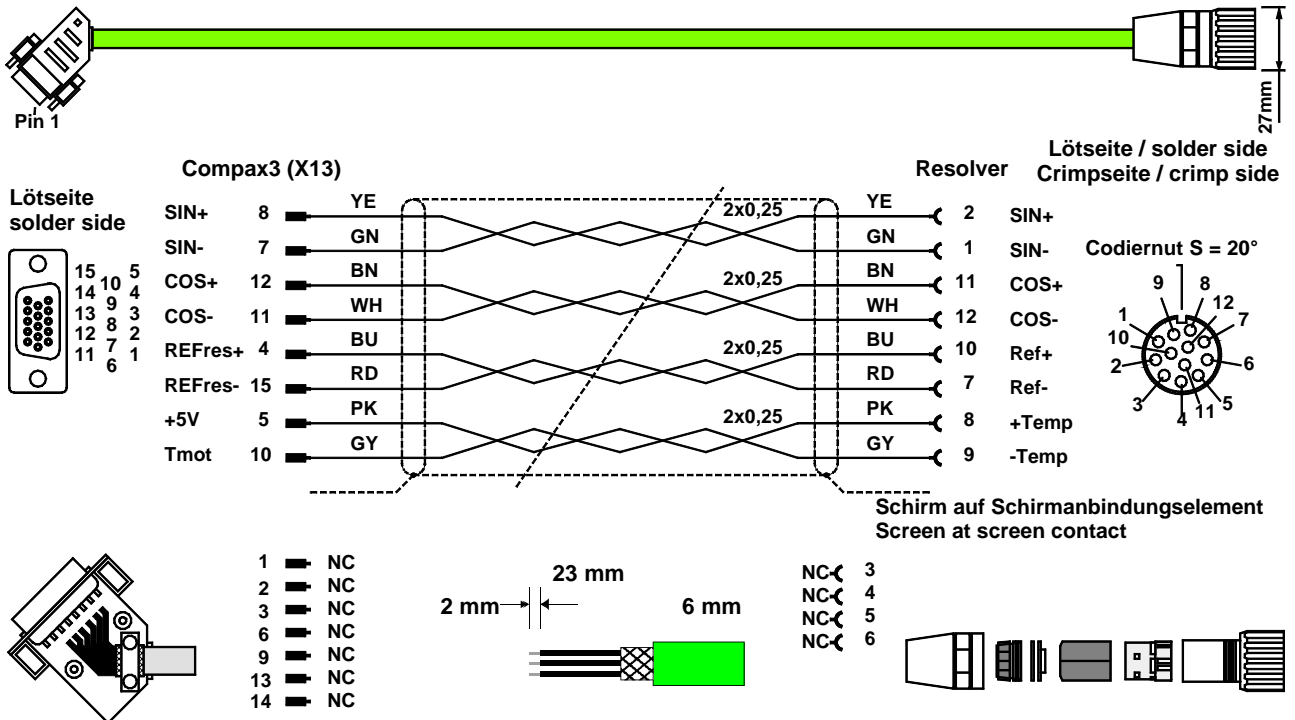 Pin 1
27mm
Compax3 (X13)
Resolver
Lötseite / solder side
Crimpseite / crimp side
Lötseite
solder side
SIN+ 8 YE 2x0,25 YE 2 SIN+
SIN- 7 GN GN 1 SIN-
COS+ 12 BN 2x0,25 BN 11 COS+
COS- 11 WH WH 12 COS-
REFres+ 4 BU 2x0,25 BU 10 Ref+
REFres- 15 RD RD 7 Ref-
+5V 5 PK 2x0,25 PK 8 +Temp
Tmot 10 GY GY 9 -Temp
15 5
10
14 4
9
13 3
8
12 2
7
11 1
6
Codiernut S = 20°
9 8
12
1 7
10
2 6
3 5
4 11
Schirm auf Schirmanbindungselement
Screen at screen contact
1 NC
2 NC
3 NC
6 NC
9 NC
13 NC
14 NC
23 mm
2 mm 6 mm
NC 3
NC 4
NC 5
NC 6